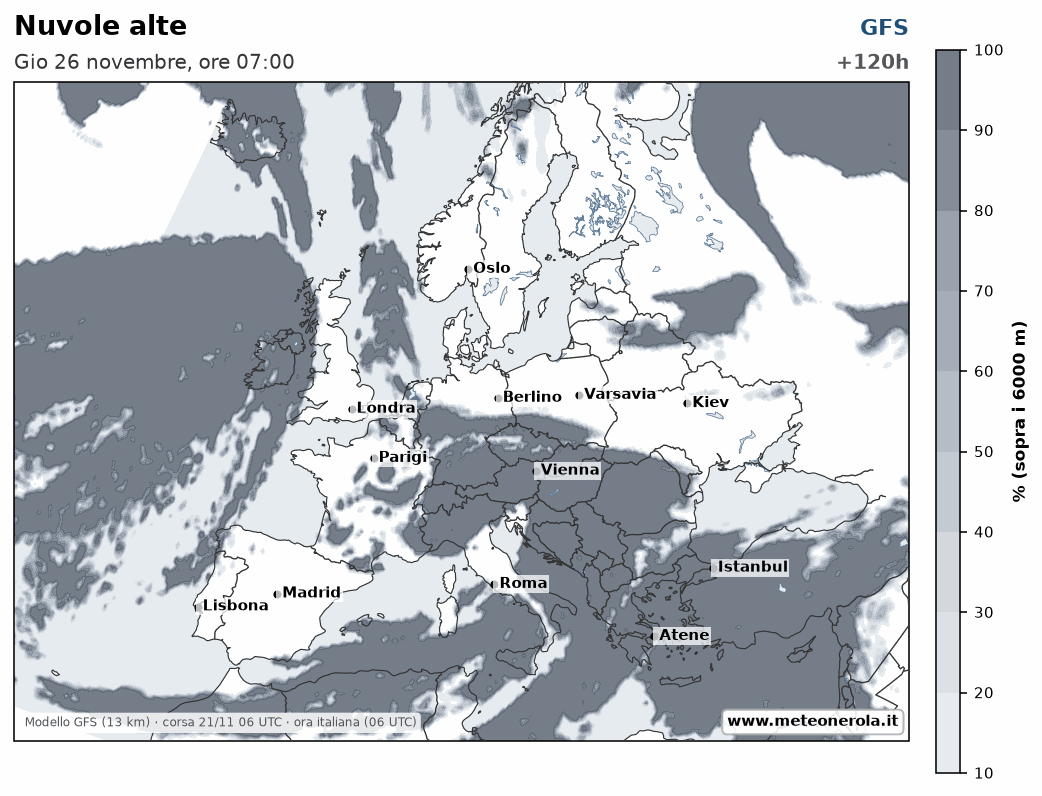 Nuvole alte
GFS
Gio 26 novembre, ore 07:00
+120h
100
90
80
70
60
50
40
30
20
10
% (sopra i 6000 m)
Oslo
Londra
Berlino
Varsavia
Kiev
Parigi
Vienna
Istanbul
Roma
Madrid
Lisbona
Atene
Modello GFS (13 km) · corsa 21/11 06 UTC · ora italiana (06 UTC)
www.meteonerola.it